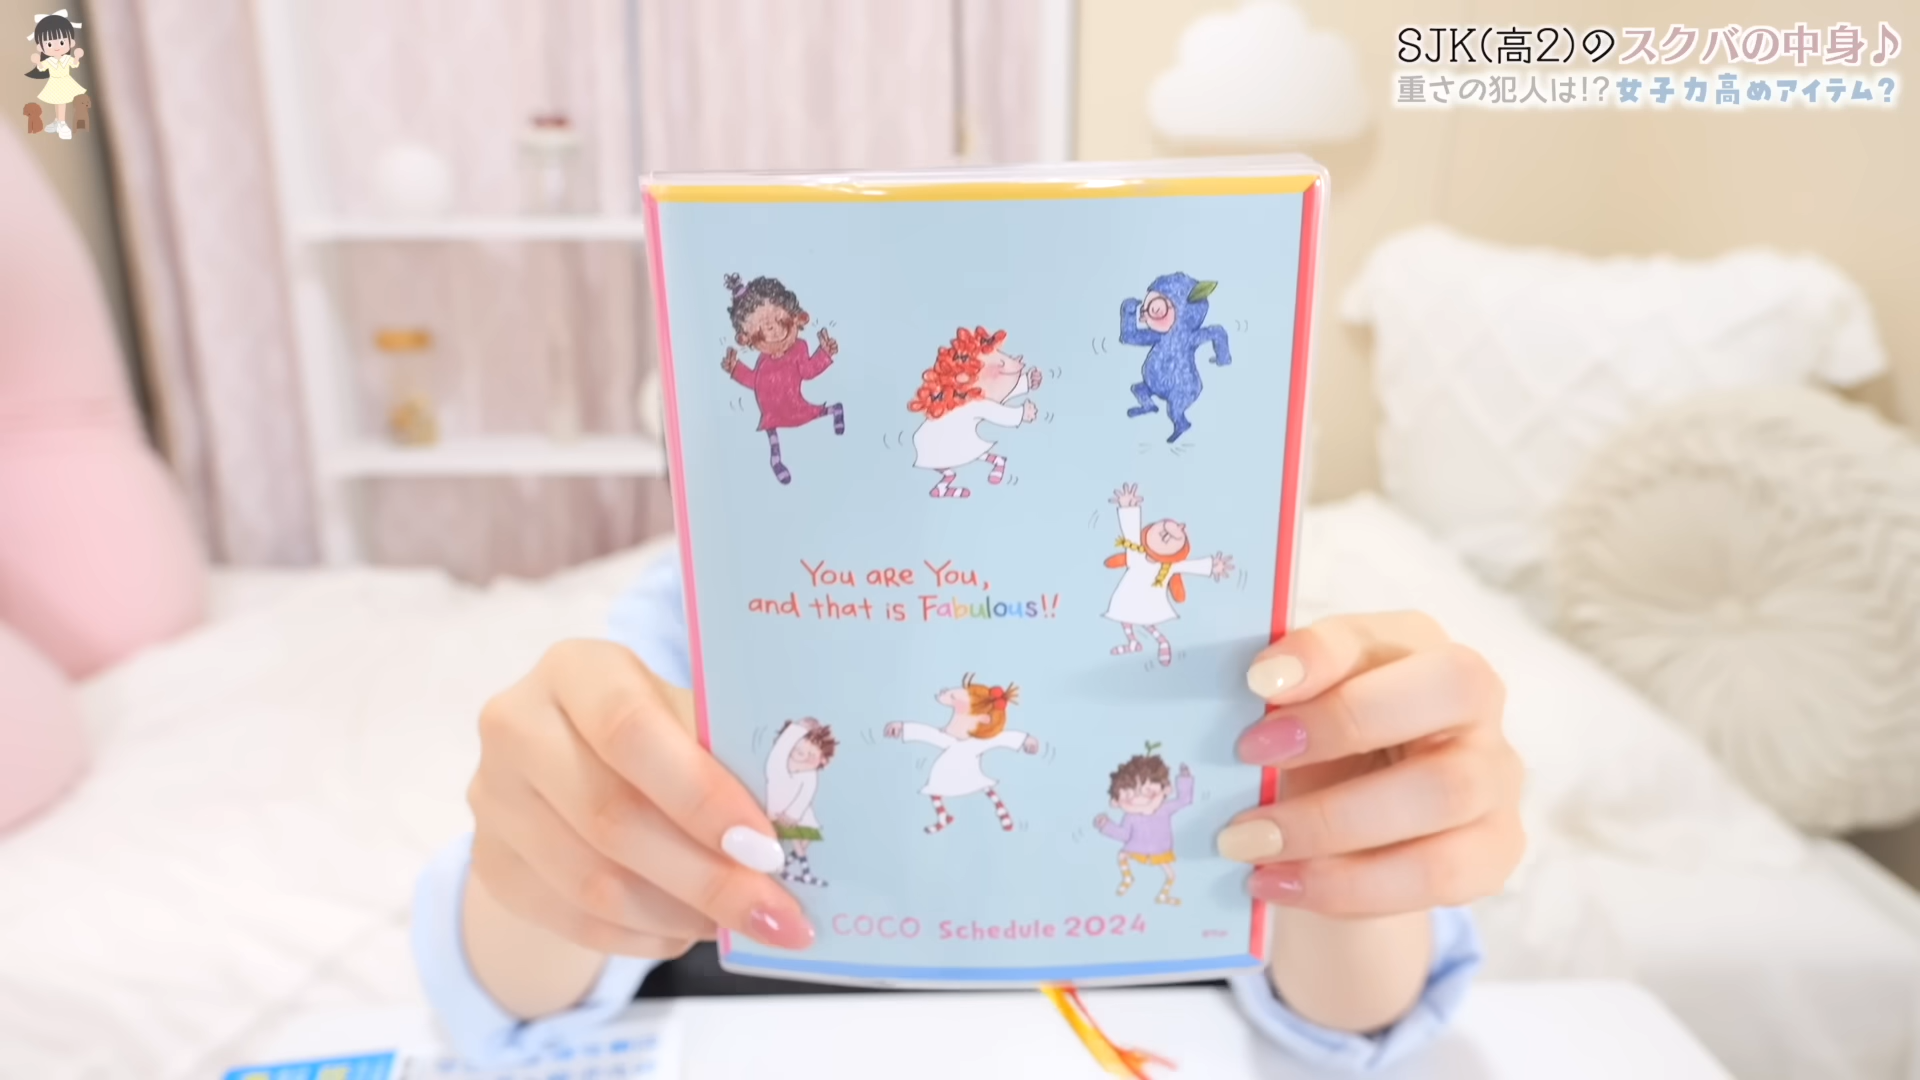 SJK(高2)のスクバの中身♪
重さの犯人は!?女子力高めアイテム?
You are You,
and that is Fabulous!!
COCO Schedule 2024